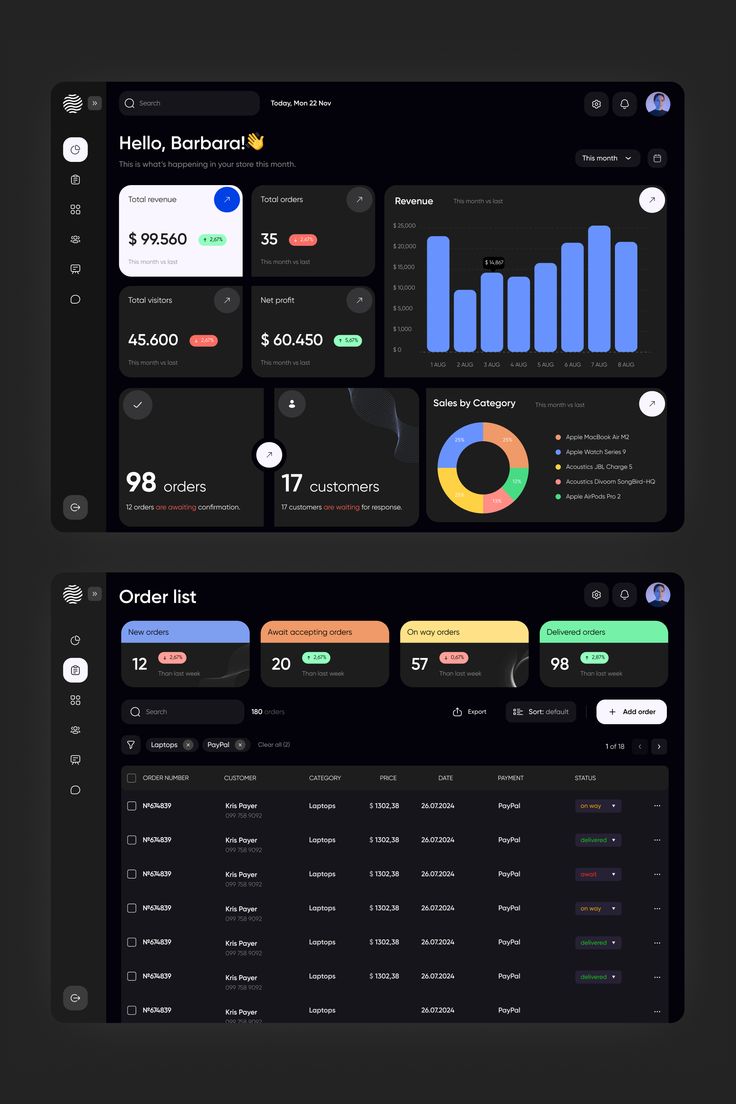 Search
Today, Mon 22 Nov
Hello, Barbara!👋
This is what's happening in your store this month.
This month
Total revenue
$ 99.560
2,67%
This month vs last
Total orders
35
2,67%
This month vs last
Total visitors
45.600
2,67%
This month vs last
Net profit
$ 60.450
5,67%
This month vs last
Revenue
This month vs last
$ 25,000
$ 20,000
$ 15,000
$ 10,000
$ 5,000
$ 1,000
$ 0
$ 14,867
1 AUG
2 AUG
3 AUG
4 AUG
5 AUG
6 AUG
7 AUG
8 AUG
98 orders
12 orders are awaiting confirmation.
17 customers
17 customers are waiting for response.
Sales by Category
This month vs last
25%
25%
12%
13%
25%
Apple MacBook Air M2
Apple Watch Series 9
Acoustics JBL Charge 5
Acoustics Divoom SongBird-HQ
Apple AirPods Pro 2
Order list
New orders
12
2,67%
Than last week
Await accepting orders
20
2,67%
Than last week
On way orders
57
0,67%
Than last week
Delivered orders
98
2,87%
Than last week
Search
180 orders
Export
Sort: default
+ Add order
Laptops
PayPal
Clear all (2)
1 of 18
ORDER NUMBER CUSTOMER CATEGORY PRICE DATE PAYMENT STATUS
№674839 Kris Payer Laptops $ 1302,38 26.07.2024 PayPal on way
099 758 9092
№674839 Kris Payer Laptops $ 1302,38 26.07.2024 PayPal delivered
099 758 9092
№674839 Kris Payer Laptops $ 1302,38 26.07.2024 PayPal await
099 758 9092
№674839 Kris Payer Laptops $ 1302,38 26.07.2024 PayPal on way
099 758 9092
№674839 Kris Payer Laptops $ 1302,38 26.07.2024 PayPal delivered
099 758 9092
№674839 Kris Payer Laptops $ 1302,38 26.07.2024 PayPal delivered
099 758 9092
№674839 Kris Payer Laptops 26.07.2024 PayPal
099 758 9092